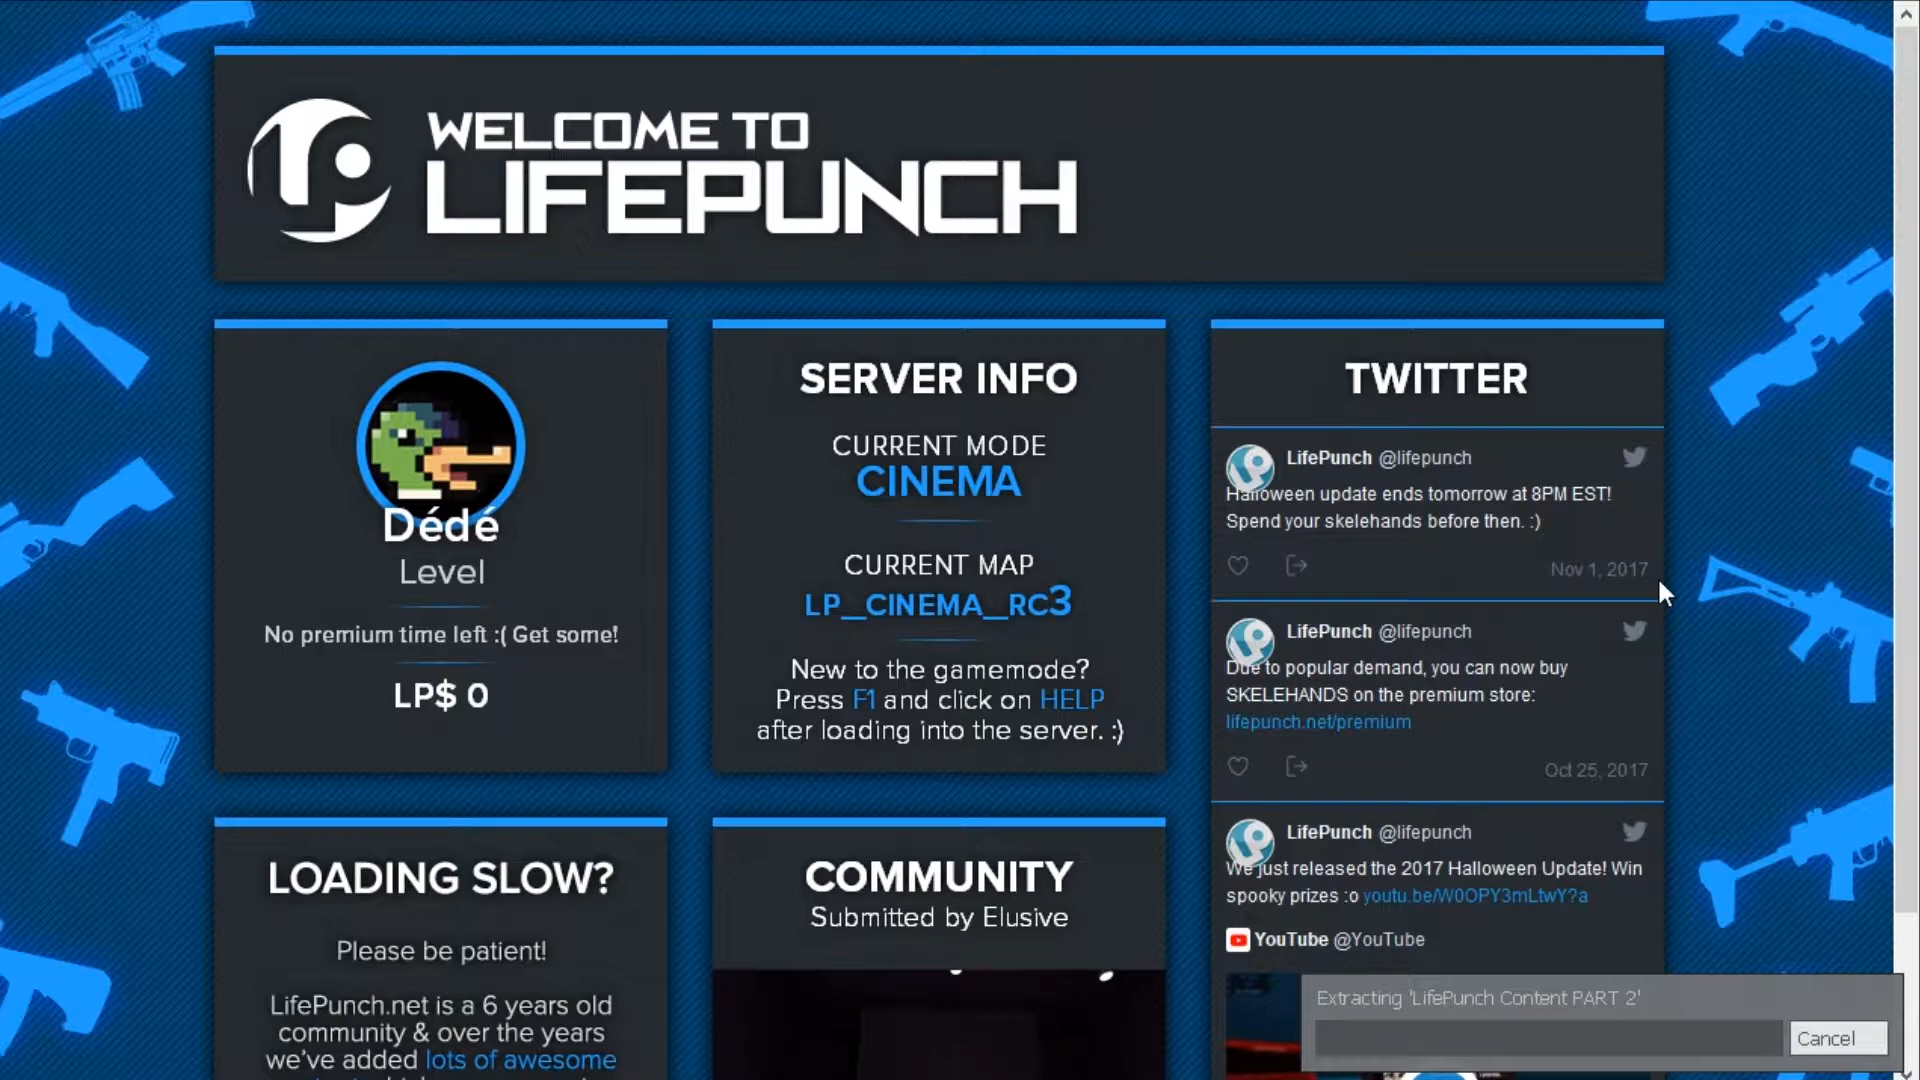 WELCOME TO
LIFEPUNCH
Dédé
Level
No premium time left :( Get some!
LP$ 0
SERVER INFO
CURRENT MODE
CINEMA
CURRENT MAP
LP_CINEMA_RC3
New to the gamemode?
Press F1 and click on HELP
after loading into the server. :)
TWITTER
LifePunch @lifepunch
Halloween update ends tomorrow at 8PM EST!
Spend your skelehands before then. :)
Nov 1, 2017
LifePunch @lifepunch
Due to popular demand, you can now buy
SKELEHANDS on the premium store:
lifepunch.net/premium
Oct 25, 2017
LifePunch @lifepunch
We just released the 2017 Halloween Update! Win
spooky prizes :o youtu.be/W0OPY3mLtwY?a
YouTube @YouTube
LOADING SLOW?
Please be patient!
LifePunch.net is a 6 years old
community & over the years
we've added lots of awesome
COMMUNITY
Submitted by Elusive
Extracting 'LifePunch Content PART 2'
Cancel